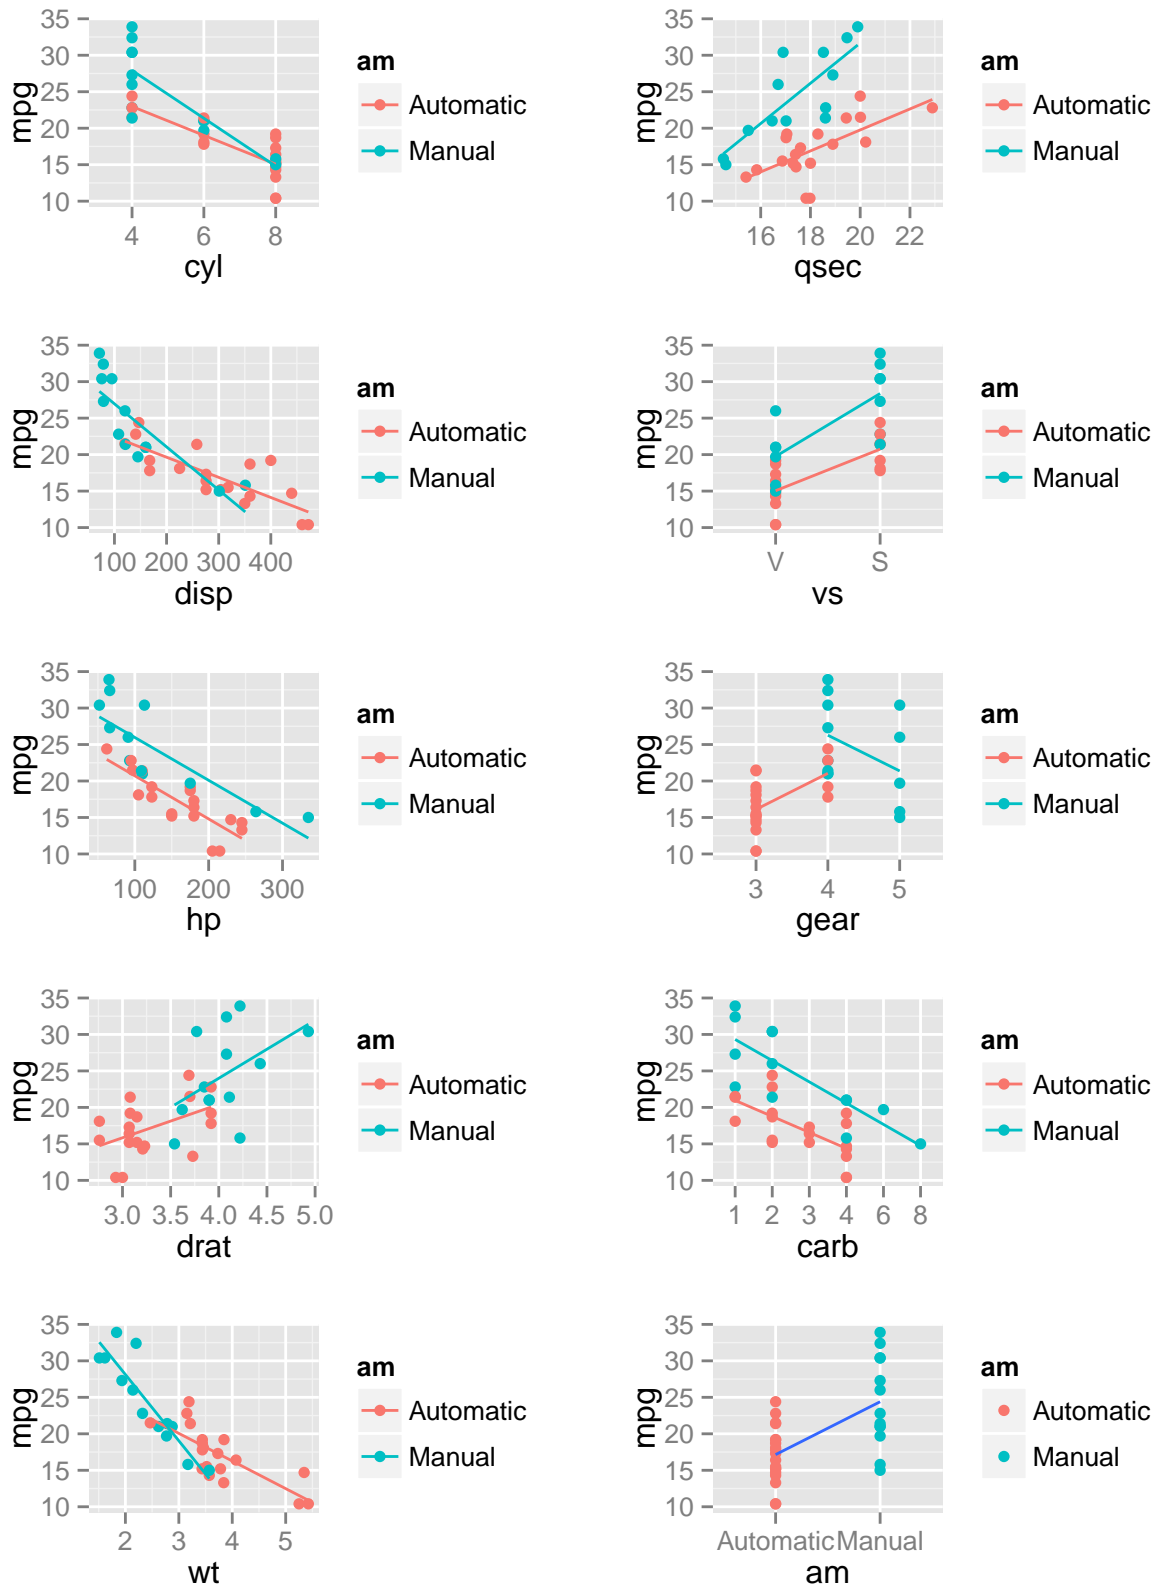 35
30
25
20
15
10
mpg
4 6 8
cyl
am
Automatic
Manual
35
30
25
20
15
10
mpg
16 18 20 22
qsec
am
Automatic
Manual
35
30
25
20
15
10
mpg
100 200 300 400
disp
am
Automatic
Manual
35
30
25
20
15
10
mpg
V S
vs
am
Automatic
Manual
35
30
25
20
15
10
mpg
100 200 300
hp
am
Automatic
Manual
35
30
25
20
15
10
mpg
3 4 5
gear
am
Automatic
Manual
35
30
25
20
15
10
mpg
3.0 3.5 4.0 4.5 5.0
drat
am
Automatic
Manual
35
30
25
20
15
10
mpg
1 2 3 4 6 8
carb
am
Automatic
Manual
35
30
25
20
15
10
mpg
2 3 4 5
wt
am
Automatic
Manual
35
30
25
20
15
10
mpg
Automatic Manual
am
am
Automatic
Manual